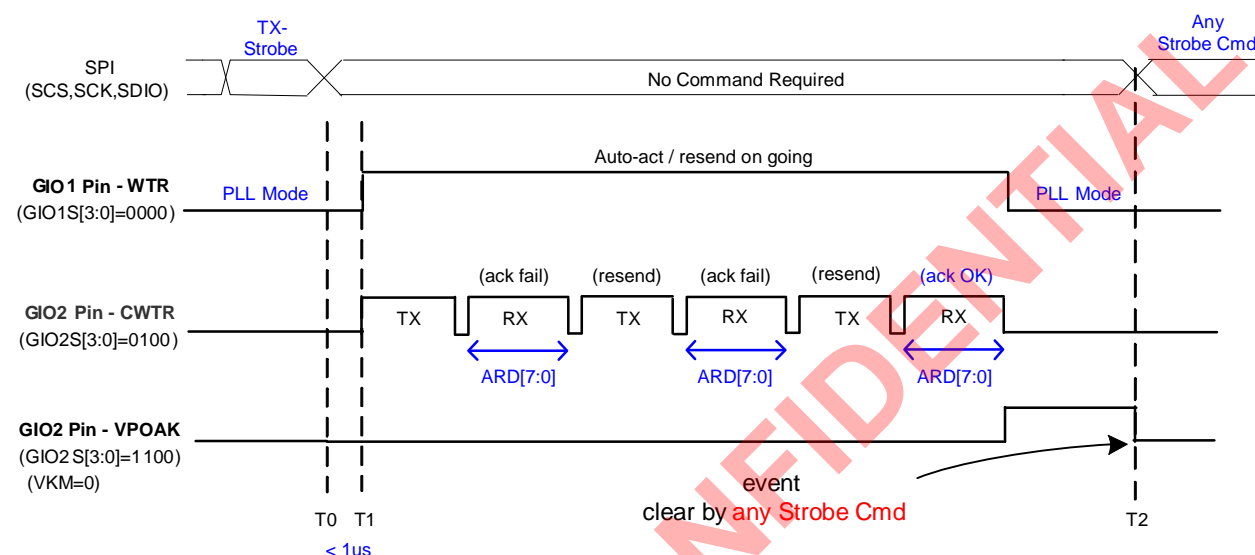 TX-
Strobe
Any
Strobe Cmd
SPI
(SCS,SCK,SDIO)
No Command Required
Auto-act / resend on going
GIO1 Pin - WTR
(GIO1S[3:0]=0000)
PLL Mode
PLL Mode
(ack fail)
(resend)
(ack fail)
(resend)
(ack OK)
GIO2 Pin - CWTR
(GIO2S[3:0]=0100)
TX
RX
TX
RX
TX
RX
ARD[7:0]
ARD[7:0]
ARD[7:0]
GIO2 Pin - VPOAK
(GIO2S[3:0]=1100)
(VKM=0)
event
clear by any Strobe Cmd
T0
T1
T2
< 1us
NFIDENTIAL